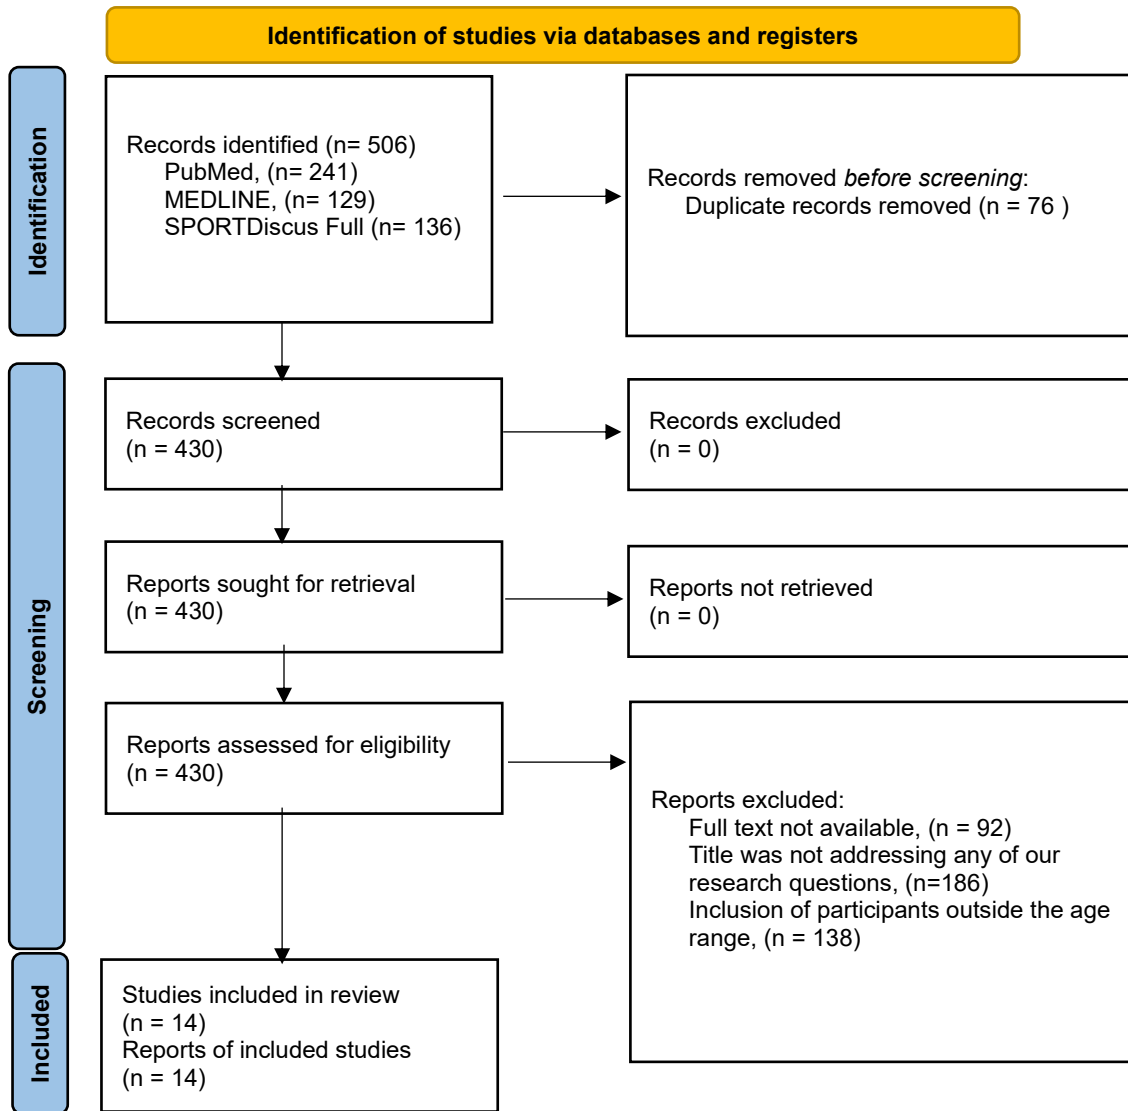 Identification of studies via databases and registers
Identification
Records identified (n= 506)
PubMed, (n= 241)
MEDLINE, (n= 129)
SPORTDiscus Full (n= 136)
Records removed before screening:
Duplicate records removed (n = 76 )
Screening
Records screened
(n = 430)
Records excluded
(n = 0)
Reports sought for retrieval
(n = 430)
Reports not retrieved
(n = 0)
Reports assessed for eligibility
(n = 430)
Reports excluded:
Full text not available, (n = 92)
Title was not addressing any of our
research questions, (n=186)
Inclusion of participants outside the age
range, (n = 138)
Included
Studies included in review
(n = 14)
Reports of included studies
(n = 14)